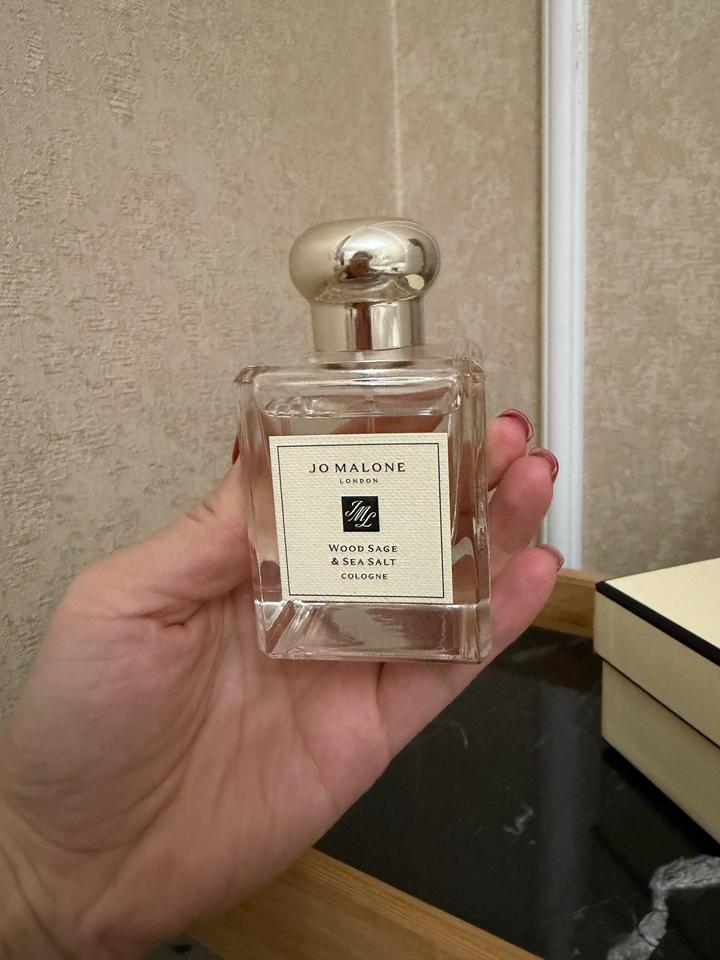 JO MALONE
LONDON
JML
WOOD SAGE
& SEA SALT
COLOGNE